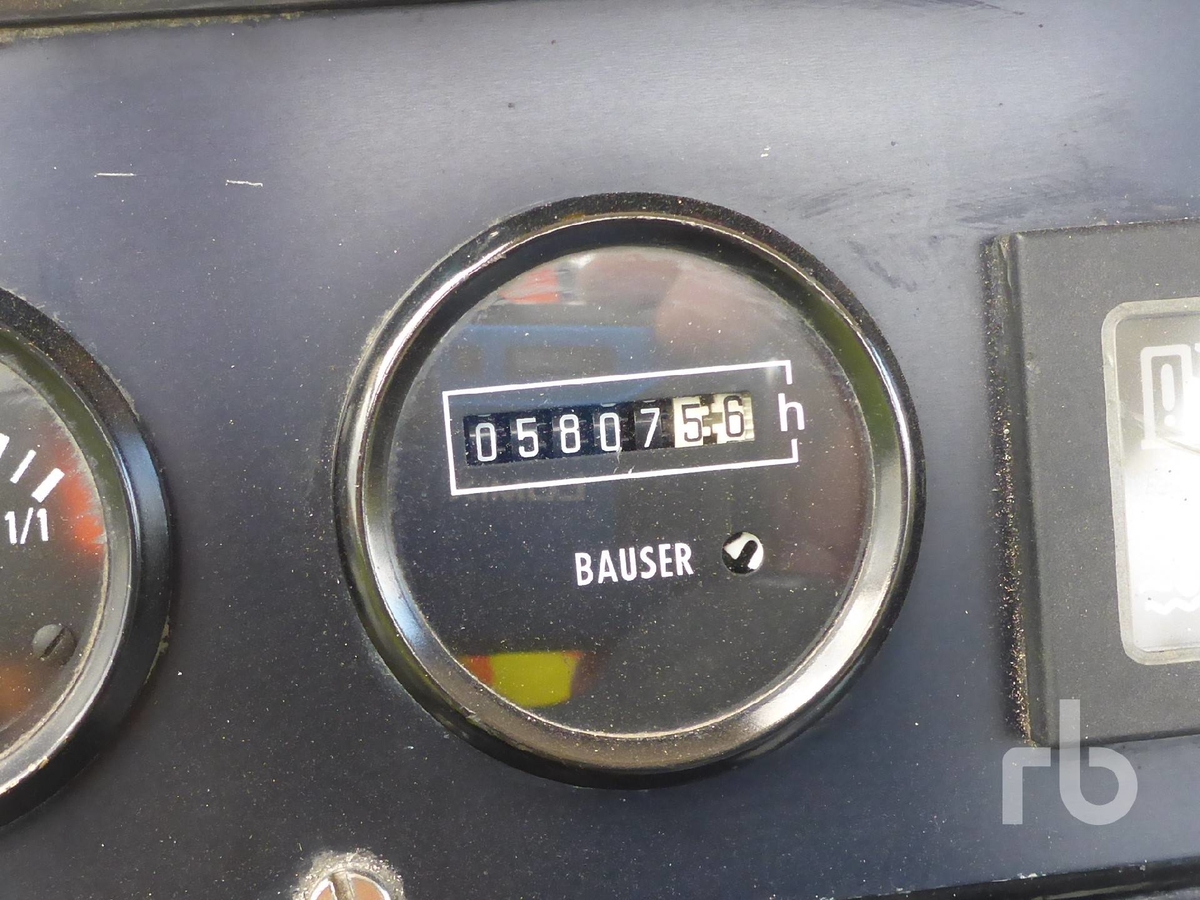 1/1
0580756
h
BAUSER
rb